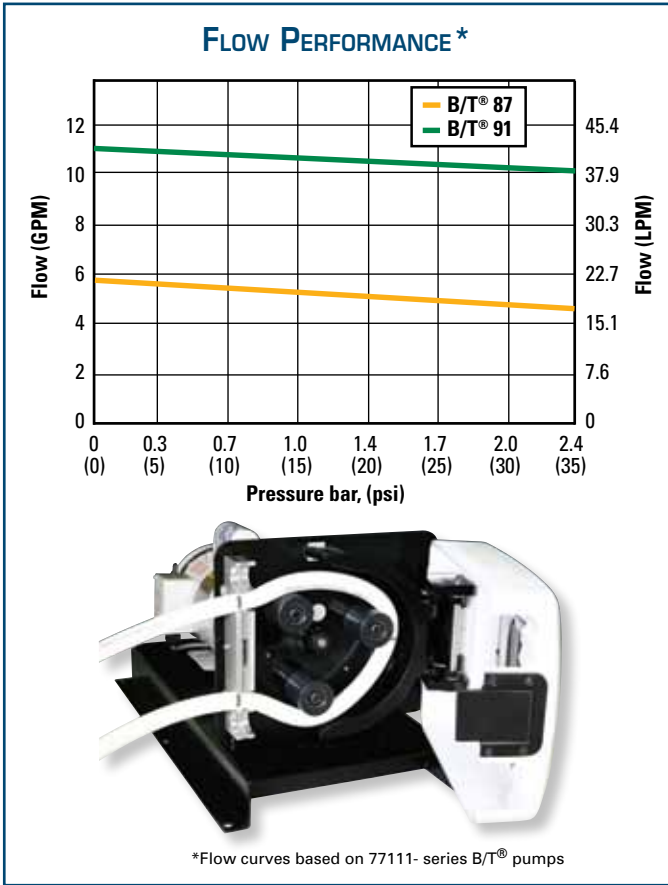 FLOW PERFORMANCE*
B/T® 87
B/T® 91
12
10
8
6
4
2
0
Flow (GPM)
45.4
37.9
30.3
22.7
15.1
7.6
0
Flow (LPM)
0 0.3 0.7 1.0 1.4 1.7 2.0 2.4
(0) (5) (10) (15) (20) (25) (30) (35)
Pressure bar, (psi)
*Flow curves based on 77111- series B/T® pumps